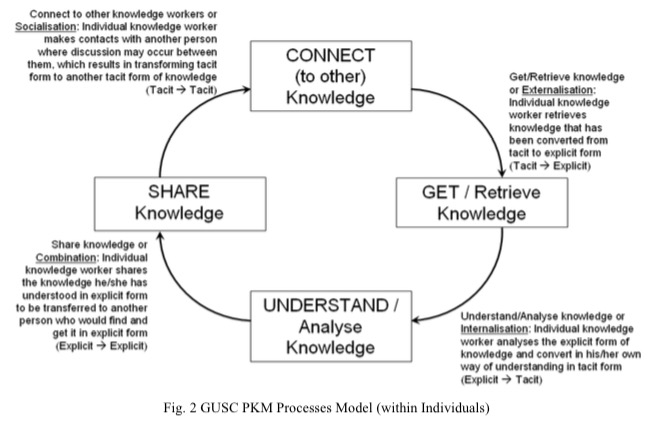 Connect to other knowledge workers or
Socialisation: Individual knowledge worker
makes contacts with another person
where discussion may occur between
them, which results in transforming tacit
form to another tacit form of knowledge
(Tacit → Tacit)
CONNECT
(to other)
Knowledge
Get/Retrieve knowledge
or Externalisation:
Individual knowledge
worker retrieves
knowledge that has
been converted from
tacit to explicit form
(Tacit → Explicit)
SHARE
Knowledge
GET / Retrieve
Knowledge
Share knowledge or
Combination: Individual
knowledge worker shares
the knowledge he/she has
understood in explicit form
to be transferred to another
person who would find and
get it in explicit form
(Explicit → Explicit)
UNDERSTAND /
Analyse
Knowledge
Understand/Analyse knowledge or
Internalisation: Individual knowledge
worker analyses the explicit form of
knowledge and convert in his/her own
way of understanding in tacit form
(Explicit → Tacit)
Fig. 2 GUSC PKM Processes Model (within Individuals)